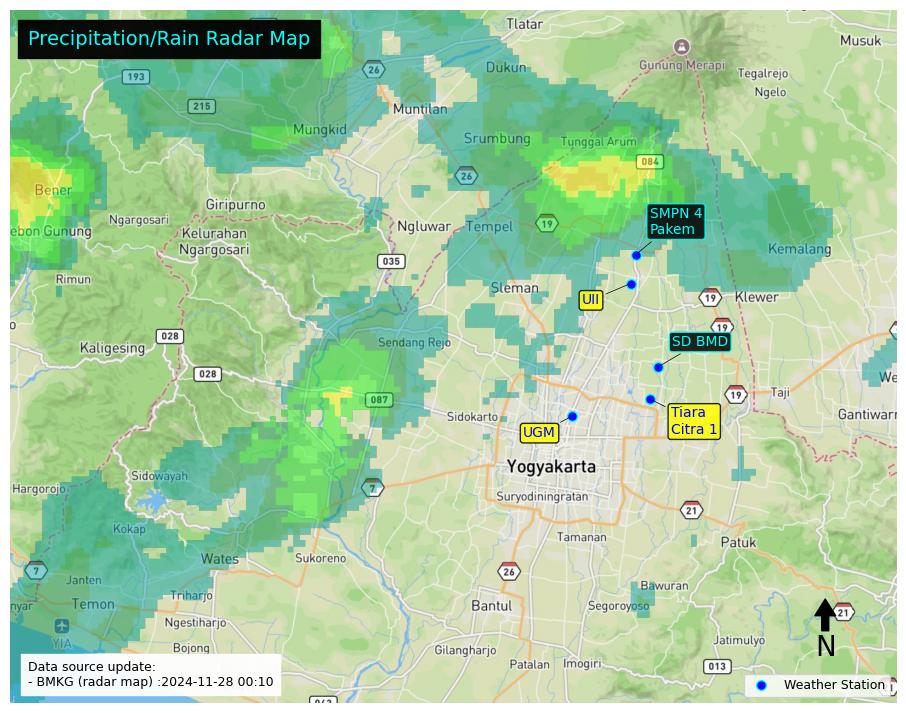 Precipitation/Rain Radar Map
Tlatar
Musuk
193
26
Dukun
Gunung Merapi
Tegalrejo
Ngelo
215
Muntilan
Mungkid
Srumbung
Tunggal Arum
084
26
Bener
Giripurno
SMPN 4
Pakem
Ngargosari
Ngluwar
Tempel
19
ebon Gunung
Kelurahan
Ngargosari
Kemalang
035
Rimun
Sleman
UII
19
Klewer
028
Sendang Rejo
19
Kaligesing
SD BMD
028
We
087
19
Taji
Sidokarto
Tiara
Citra 1
Gantiwarn
UGM
Yogyakarta
Sidowayah
Hargorojo
7
Suryodiningratan
21
Kokap
Tamanan
Patuk
Wates
Sukoreno
7
26
Janten
Bawuran
nyar
Temon
Triharjo
Bantul
Segoroyoso
21
Ngestiharjo
YIA
N
Bojong
Gilangharjo
Jatimulyo
Patalan
Imogiri
013
Data source update:
- BMKG (radar map) :2024-11-28 00:10
Weather Station